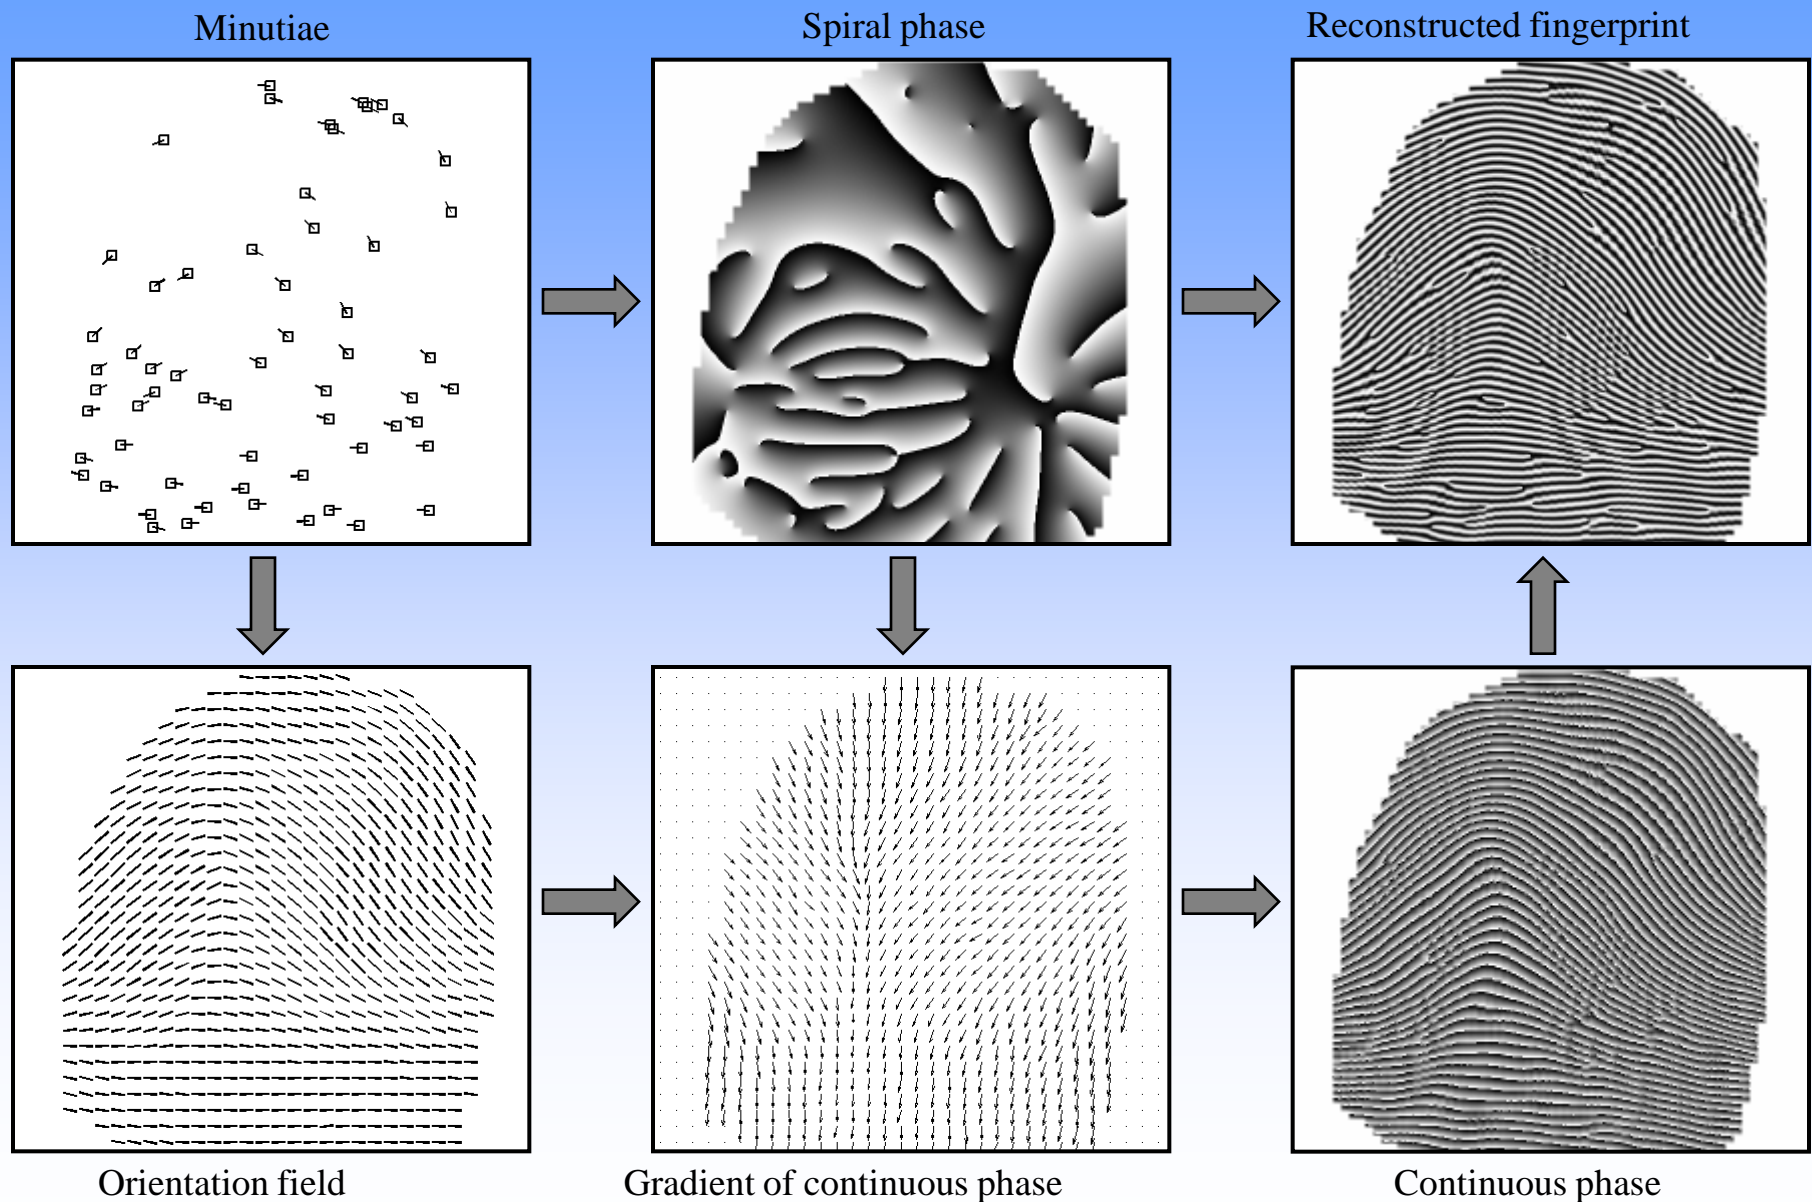 Minutiae
Spiral phase
Reconstructed fingerprint
Orientation field
Gradient of continuous phase
Continuous phase